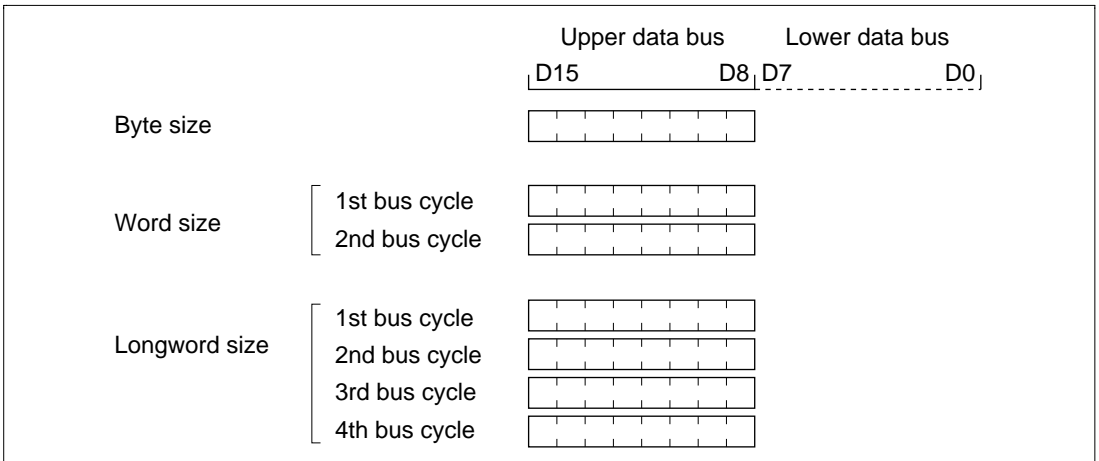 Upper data bus Lower data bus
D15 D8 D7 D0
Byte size
Word size
1st bus cycle
2nd bus cycle
Longword size
1st bus cycle
2nd bus cycle
3rd bus cycle
4th bus cycle